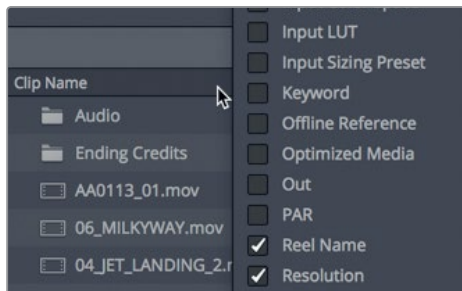 Input LUT
Input Sizing Preset
Clip Name
Keyword
Audio
Offline Reference
Ending Credits
Optimized Media
AA0113_01.mov
Out
PAR
06_MILKYWAY.mov
Reel Name
Resolution